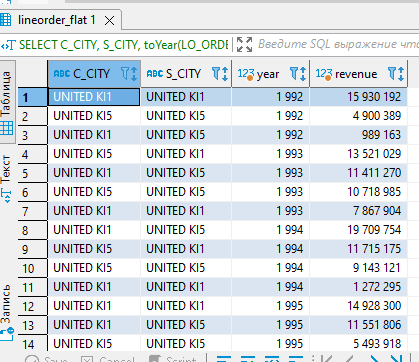 lineorder_flat 1
SELECT C_CITY, S_CITY, toYear(LO_ORDE
Введите SQL выражение что
Таблица
Текст
Запись
ABC C_CITY ABC S_CITY 123 year 123 revenue
1 UNITED KI1 UNITED KI1 1 992 15 930 192
2 UNITED KI5 UNITED KI5 1 992 4 900 389
3 UNITED KI5 UNITED KI1 1 992 989 163
4 UNITED KI5 UNITED KI1 1 993 13 521 029
5 UNITED KI1 UNITED KI5 1 993 11 411 270
6 UNITED KI5 UNITED KI5 1 993 10 718 985
7 UNITED KI1 UNITED KI1 1 993 7 867 904
8 UNITED KI5 UNITED KI1 1 994 19 709 754
9 UNITED KI1 UNITED KI1 1 994 11 715 175
10 UNITED KI5 UNITED KI5 1 994 9 143 121
11 UNITED KI1 UNITED KI5 1 994 1 272 295
12 UNITED KI1 UNITED KI1 1 995 14 928 300
13 UNITED KI1 UNITED KI5 1 995 11 551 806
14 UNITED KI5 UNITED KI5 1 995 5 493 918
Save Cancel Script